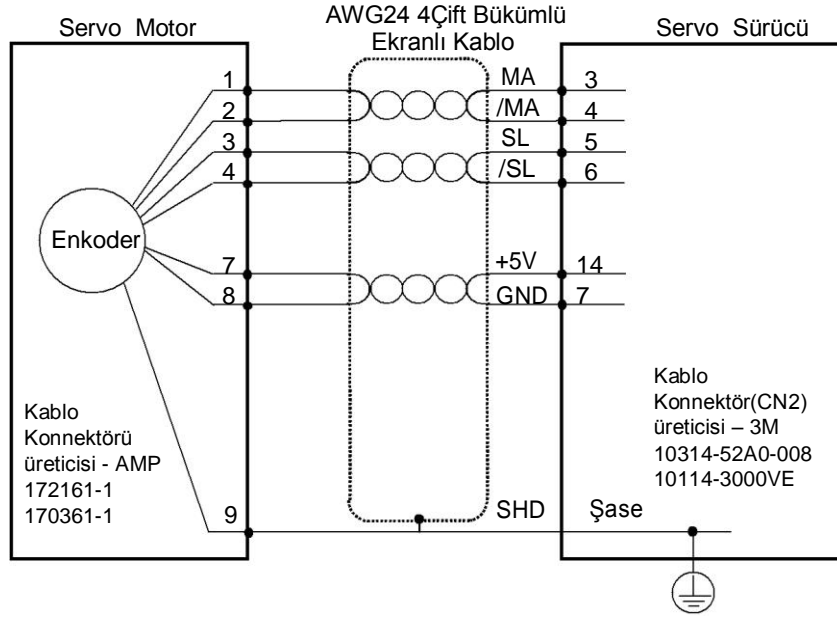 AWG24 4Çift Bükümlü
Ekranlı Kablo
Servo Motor
Servo Sürücü
1 MA 3
2 /MA 4
3 SL 5
4 /SL 6
Enkoder
7 +5V 14
8 GND 7
Kablo
Konnektörü
üreticisi - AMP
172161-1
170361-1
Kablo
Konnektör(CN2)
üreticisi – 3M
10314-52A0-008
10114-3000VE
9 SHD Şase